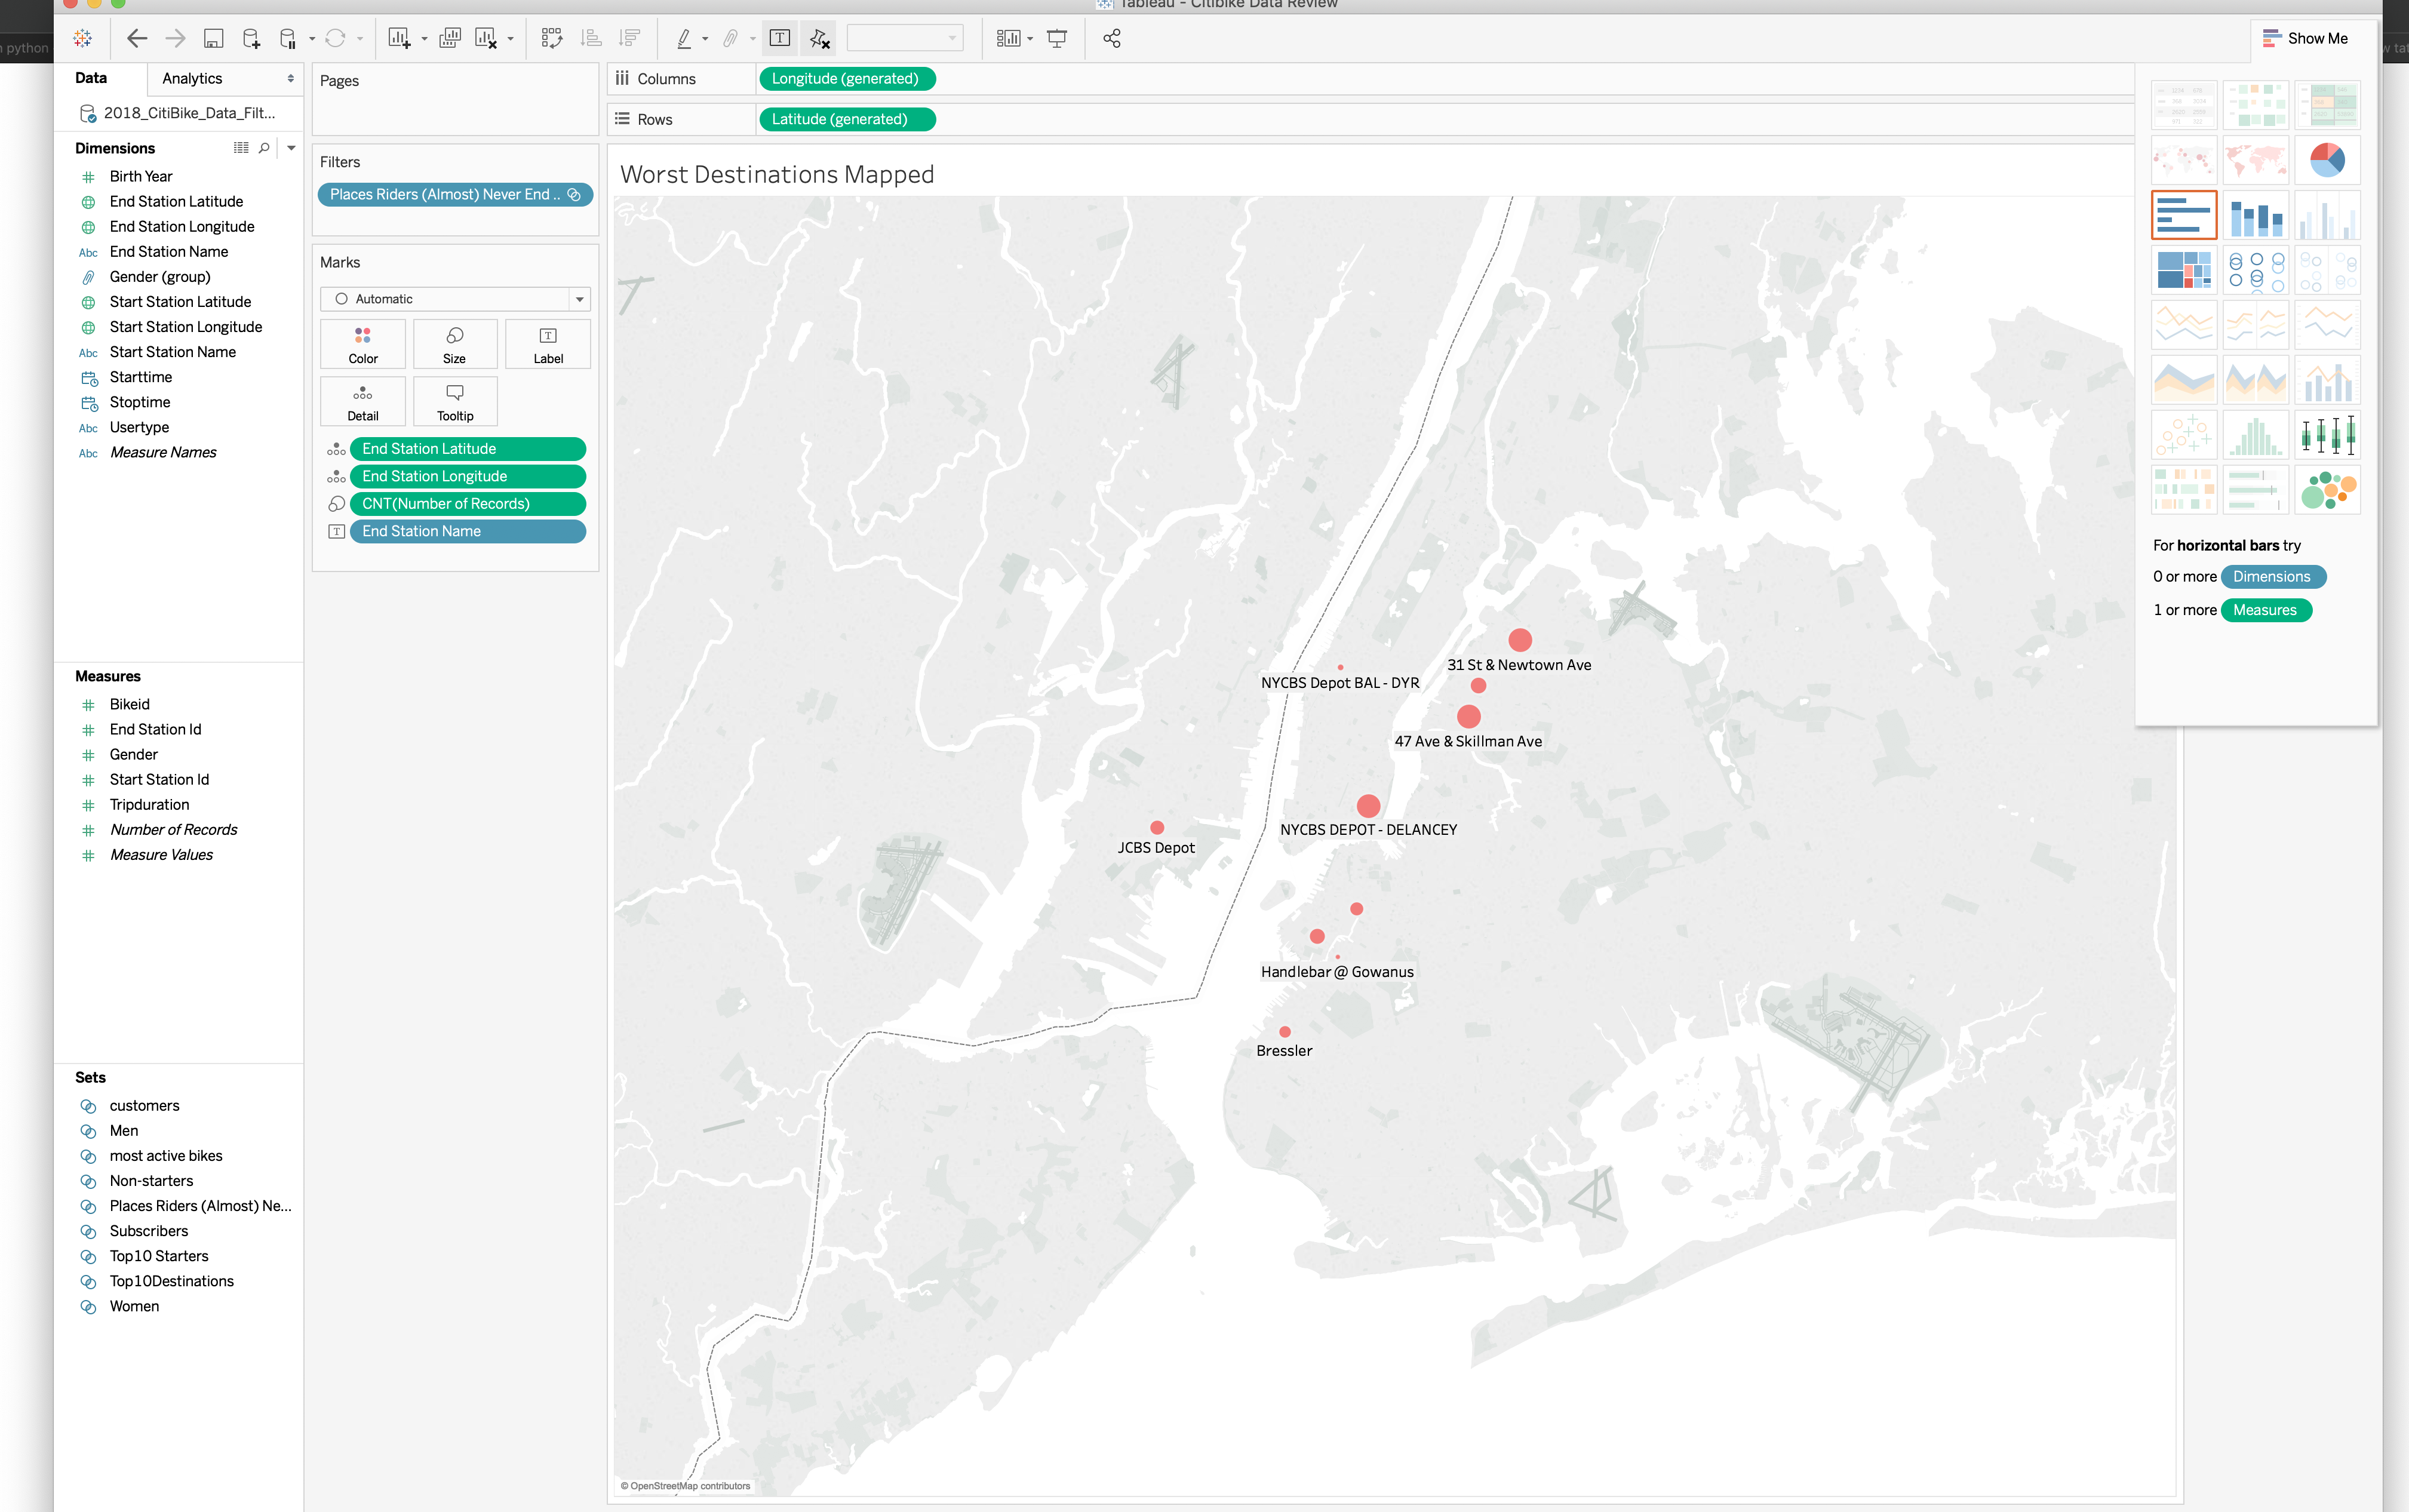 Tableau - Citibike Data Review
python
Show Me
Data
Analytics
2018_CitiBike_Data_Filt...
Dimensions
Birth Year
End Station Latitude
End Station Longitude
Abc End Station Name
Gender (group)
Start Station Latitude
Start Station Longitude
Abc Start Station Name
Starttime
Stoptime
Abc Usertype
Abc Measure Names
Measures
Bikeid
End Station Id
Gender
Start Station Id
Tripduration
Number of Records
Measure Values
Sets
customers
Men
most active bikes
Non-starters
Places Riders (Almost) Ne...
Subscribers
Top10 Starters
Top10Destinations
Women
Pages
Filters
Places Riders (Almost) Never End ..
Marks
Automatic
Color
Size
T
Label
Detail
Tooltip
End Station Latitude
End Station Longitude
CNT(Number of Records)
T End Station Name
Columns
Longitude (generated)
Rows
Latitude (generated)
Worst Destinations Mapped
31 St & Newtown Ave
NYCBS Depot BAL - DYR
47 Ave & Skillman Ave
NYCBS DEPOT - DELANCEY
JCBS Depot
Handlebar @ Gowanus
Bressler
© OpenStreetMap contributors
For horizontal bars try
0 or more Dimensions
1 or more Measures